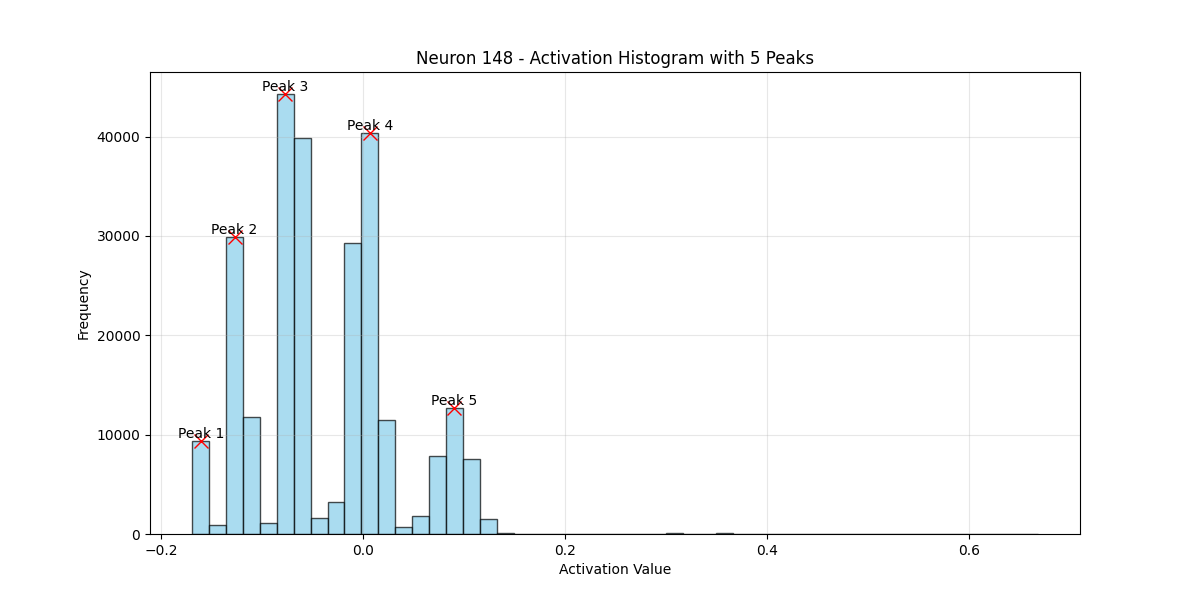 Neuron 148 - Activation Histogram with 5 Peaks
Peak 3
Peak 4
Peak 2
Peak 5
Peak 1
40000
30000
20000
10000
0
Frequency
−0.2
0.0
0.2
0.4
0.6
Activation Value